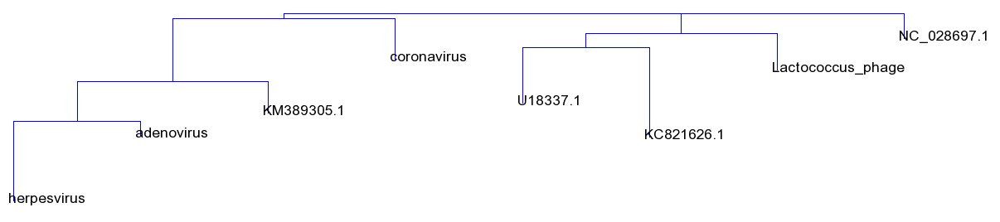 NC_028697.1
coronavirus
Lactococcus_phage
U18337.1
KM389305.1
adenovirus
KC821626.1
herpesvirus